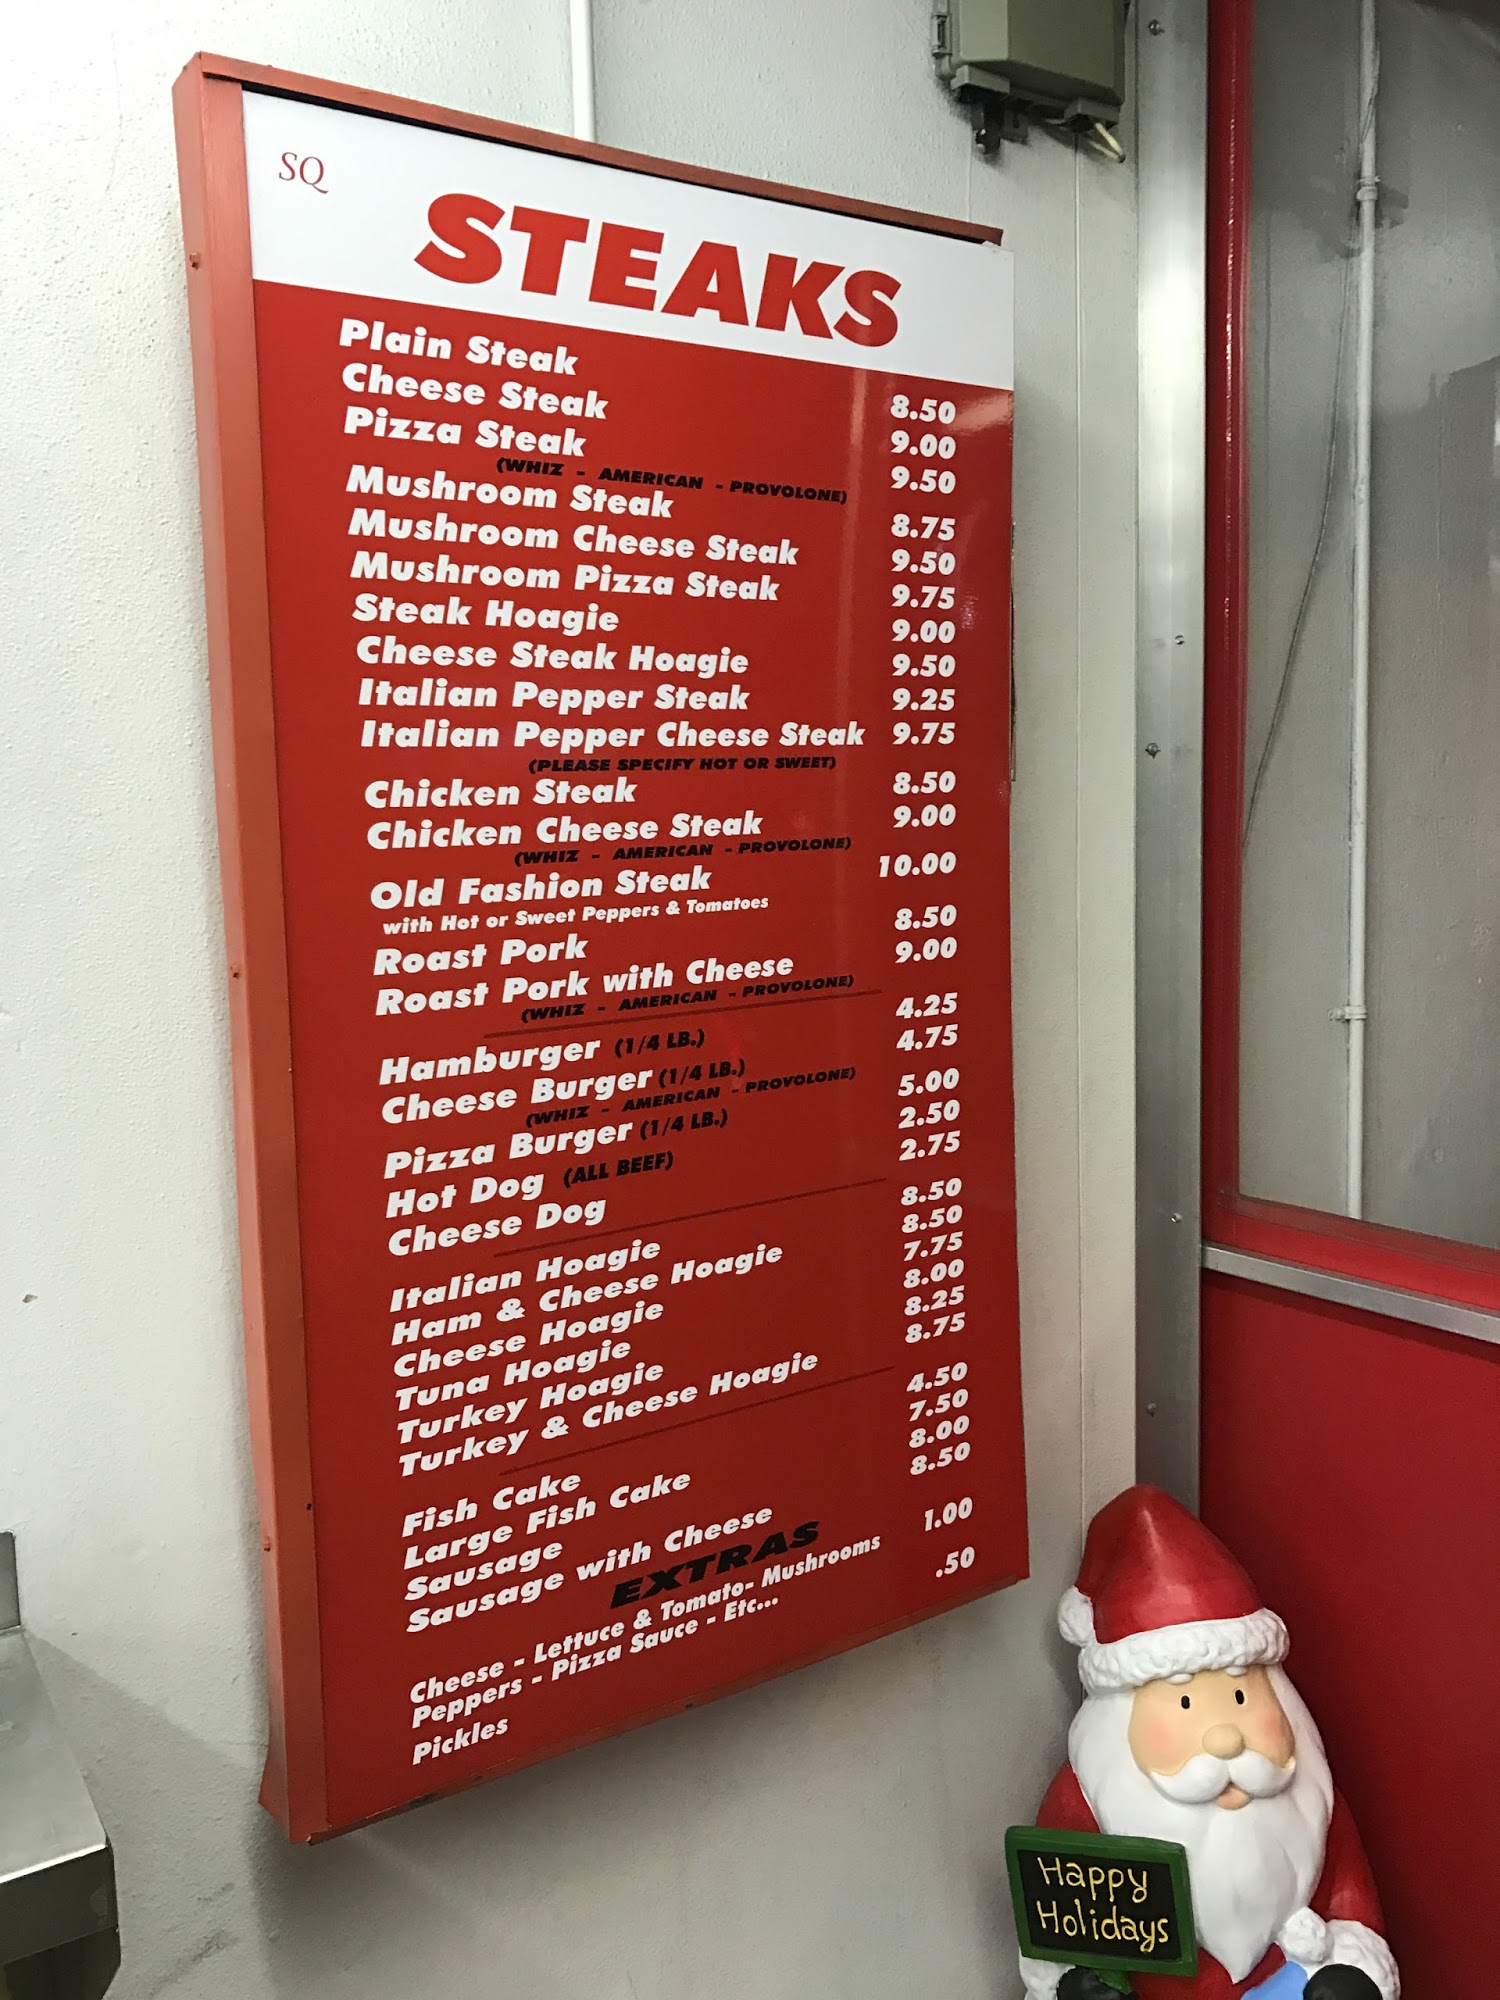 SQ
STEAKS
Plain Steak 8.50
Cheese Steak 9.00
Pizza Steak 9.50
(WHIZ - AMERICAN - PROVOLONE)
Mushroom Steak 8.75
Mushroom Cheese Steak 9.50
Mushroom Pizza Steak 9.75
Steak Hoagie 9.00
Cheese Steak Hoagie 9.50
Italian Pepper Steak 9.25
Italian Pepper Cheese Steak 9.75
(PLEASE SPECIFY HOT OR SWEET)
Chicken Steak 8.50
Chicken Cheese Steak 9.00
(WHIZ - AMERICAN - PROVOLONE)
Old Fashion Steak 10.00
with Hot or Sweet Peppers & Tomatoes
Roast Pork 8.50
Roast Pork with Cheese 9.00
(WHIZ - AMERICAN - PROVOLONE)
Hamburger (1/4 LB.) 4.25
Cheese Burger (1/4 LB.) 4.75
(WHIZ - AMERICAN - PROVOLONE)
Pizza Burger (1/4 LB.) 5.00
Hot Dog (ALL BEEF) 2.50
Cheese Dog 2.75
Italian Hoagie 8.50
Ham & Cheese Hoagie 8.50
Cheese Hoagie 7.75
Tuna Hoagie 8.00
Turkey Hoagie 8.25
Turkey & Cheese Hoagie 8.75
Fish Cake 4.50
Large Fish Cake 7.50
Sausage 8.00
Sausage with Cheese 8.50
EXTRAS
Cheese - Lettuce & Tomato- Mushrooms 1.00
Peppers - Pizza Sauce - Etc...
Pickles .50
Happy
Holidays